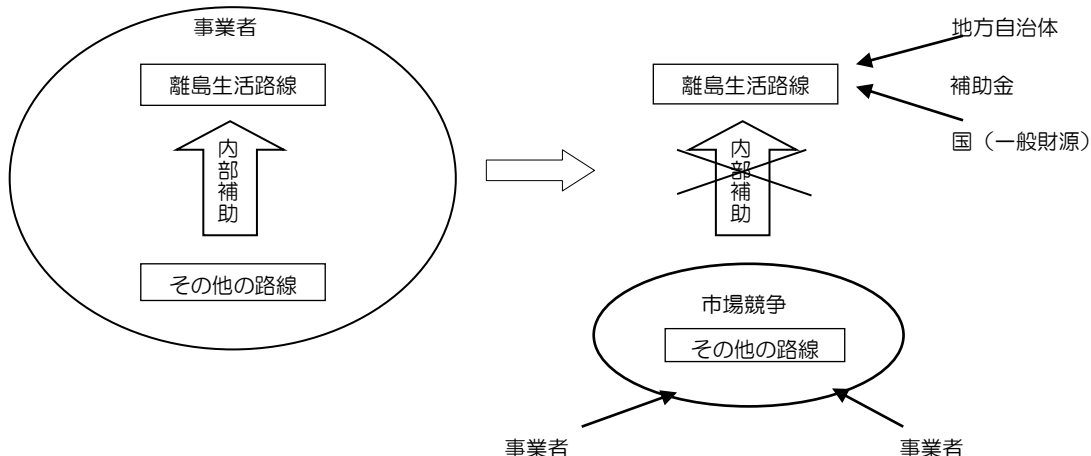 事業者
離島生活路線
内部補助
その他の路線
地方自治体
離島生活路線
補助金
国（一般財源）
内部補助
市場競争
その他の路線
事業者
事業者